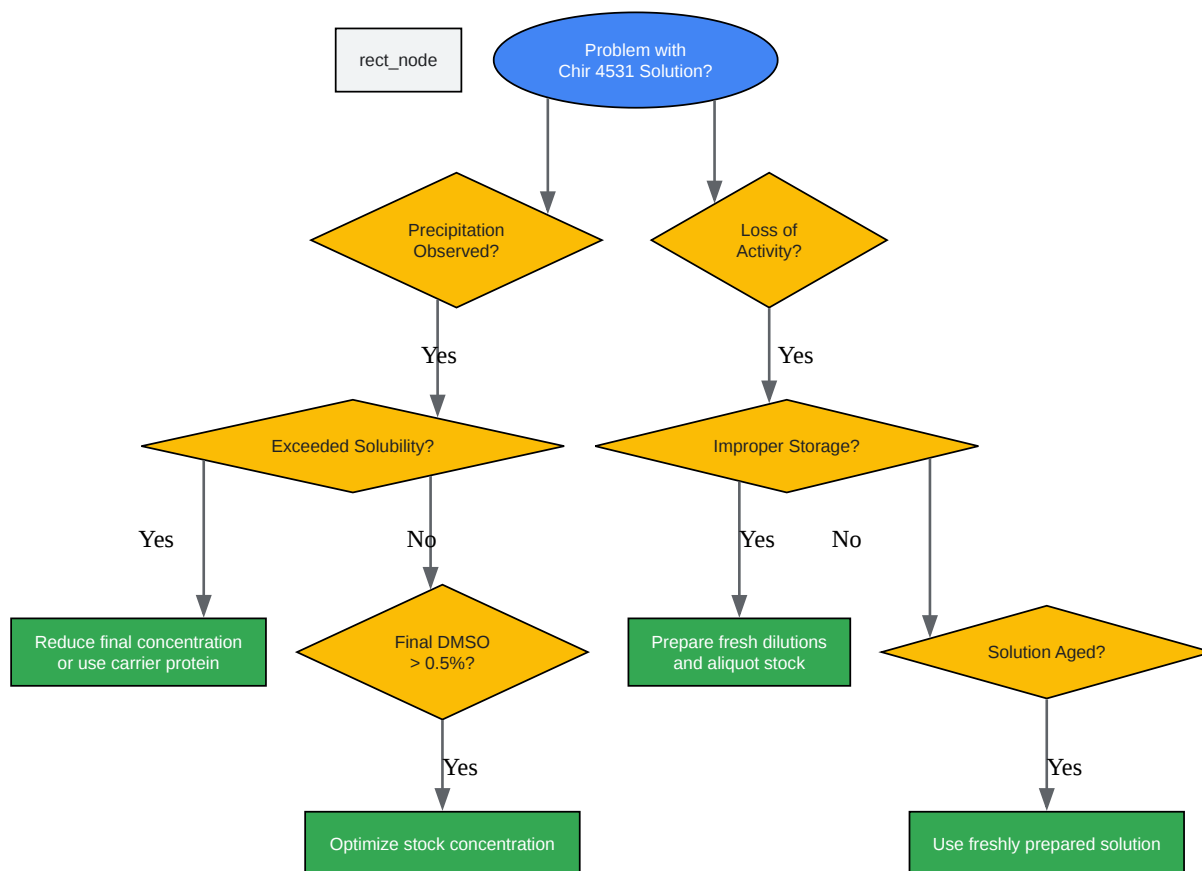 rect_node
Problem with
Chir 4531 Solution?
Precipitation
Observed?
Loss of
Activity?
Yes
Yes
Exceeded Solubility?
Improper Storage?
Yes
No
Yes
No
Reduce final concentration
or use carrier protein
Final DMSO
> 0.5%?
Prepare fresh dilutions
and aliquot stock
Solution Aged?
Yes
Yes
Optimize stock concentration
Use freshly prepared solution